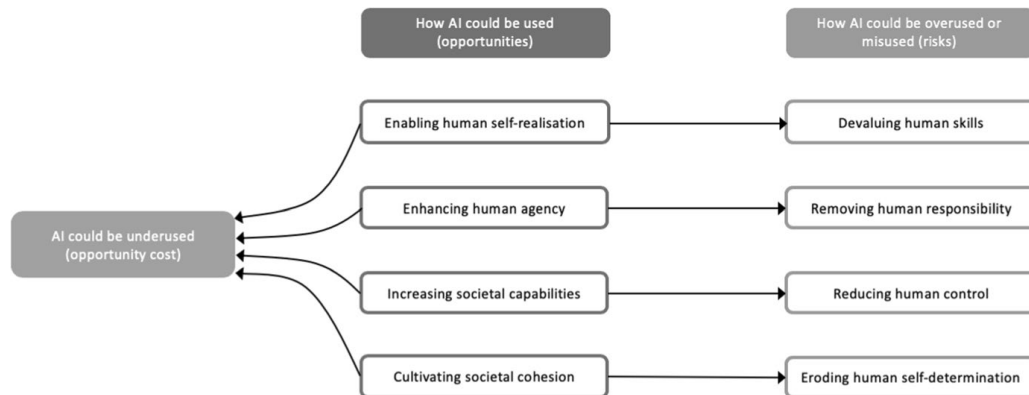 How AI could be used
(opportunities)
How AI could be overused or
misused (risks)
Enabling human self-realisation
Devaluing human skills
Enhancing human agency
Removing human responsibility
AI could be underused
(opportunity cost)
Increasing societal capabilities
Reducing human control
Cultivating societal cohesion
Eroding human self-determination